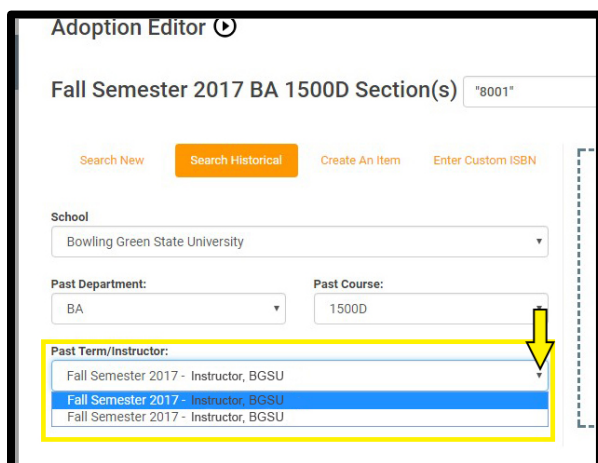 Adoption Editor
Fall Semester 2017 BA 1500D Section(s) "8001"
Search New Search Historical Create An Item Enter Custom ISBN
School
Bowling Green State University
Past Department: Past Course:
BA 1500D
Past Term/Instructor:
Fall Semester 2017 - Instructor, BGSU
Fall Semester 2017 - Instructor, BGSU
Fall Semester 2017 - Instructor, BGSU